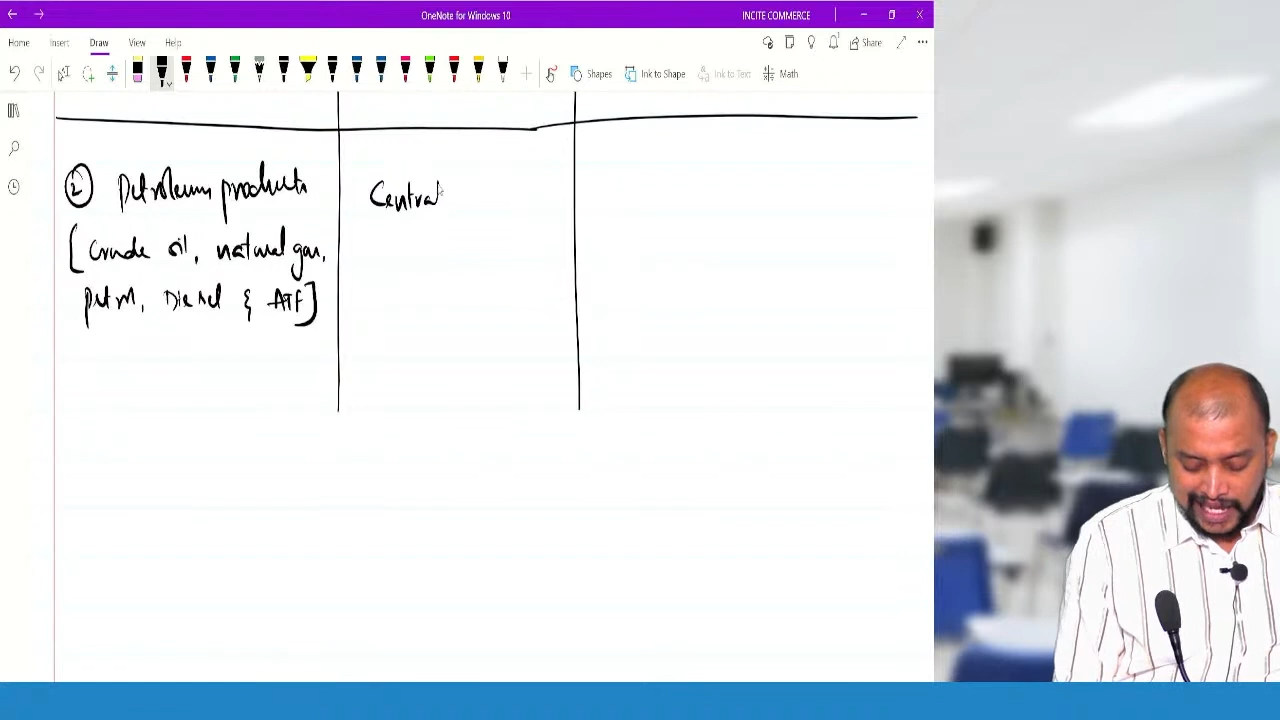 OneNote for Windows 10
INCITE COMMERCE
Home Insert Draw View Help
Share
Shapes
Ink to Shape
Ink to Text
Math
② Petroleum products
[crude oil, natural gas,
petrol, Diesel & ATF]
Central